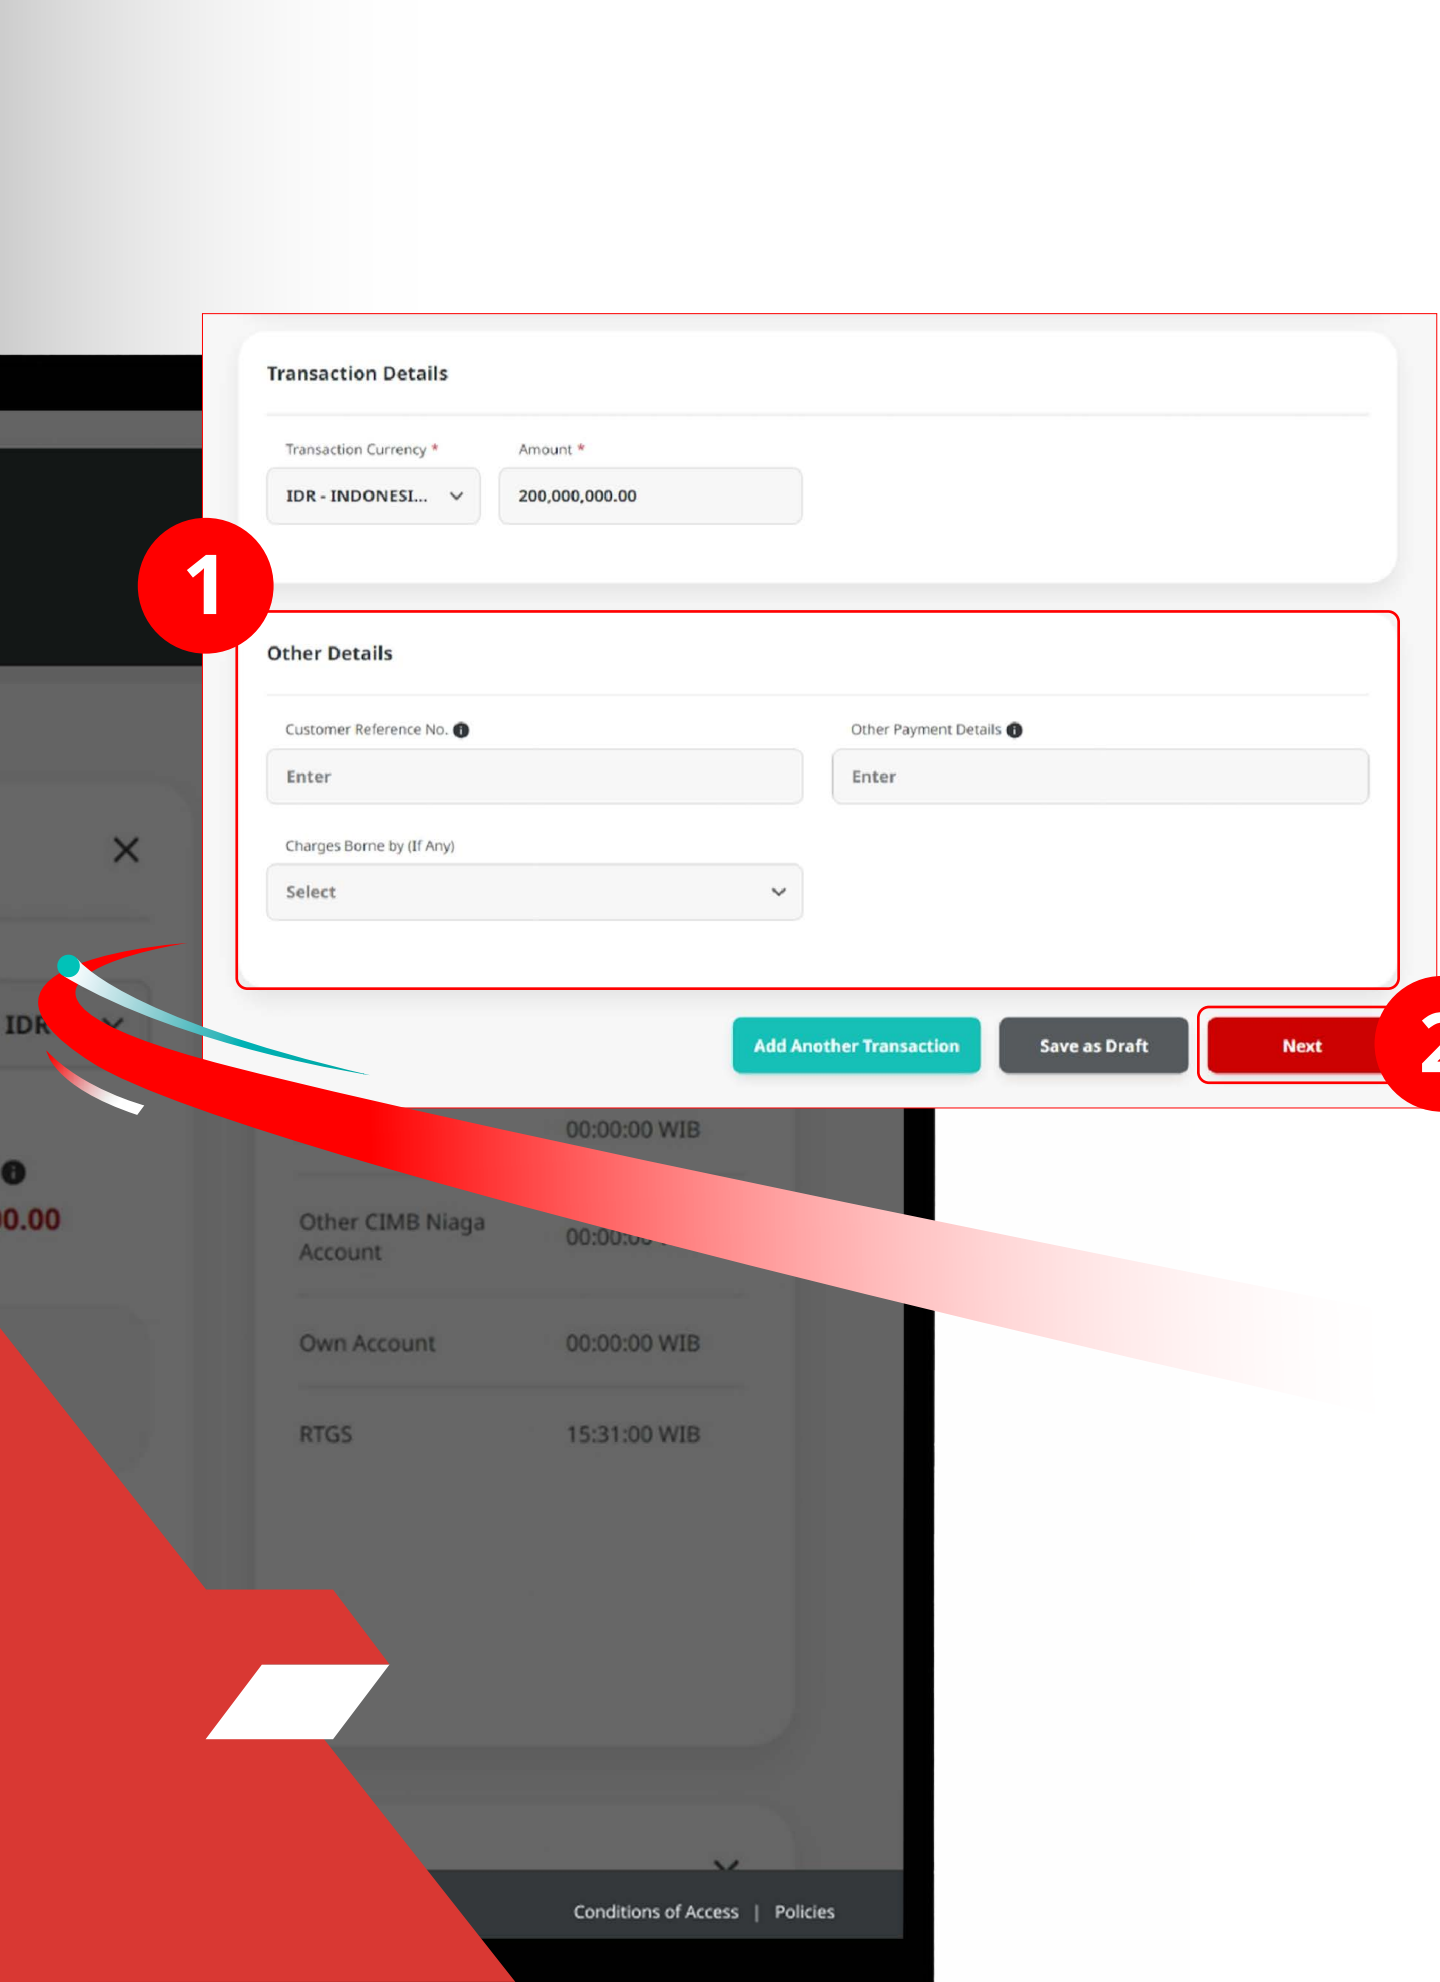 Transaction Details
Transaction Currency *
Amount *
IDR - INDONESI...
200,000,000.00
1
Other Details
Customer Reference No.
Other Payment Details
Enter
Enter
Charges Borne by (If Any)
Select
IDR
Add Another Transaction
Save as Draft
Next
2
00:00:00 WIB
00.00
Other CIMB Niaga
Account
Own Account
00:00:00 WIB
RTGS
15:31:00 WIB
Conditions of Access | Policies